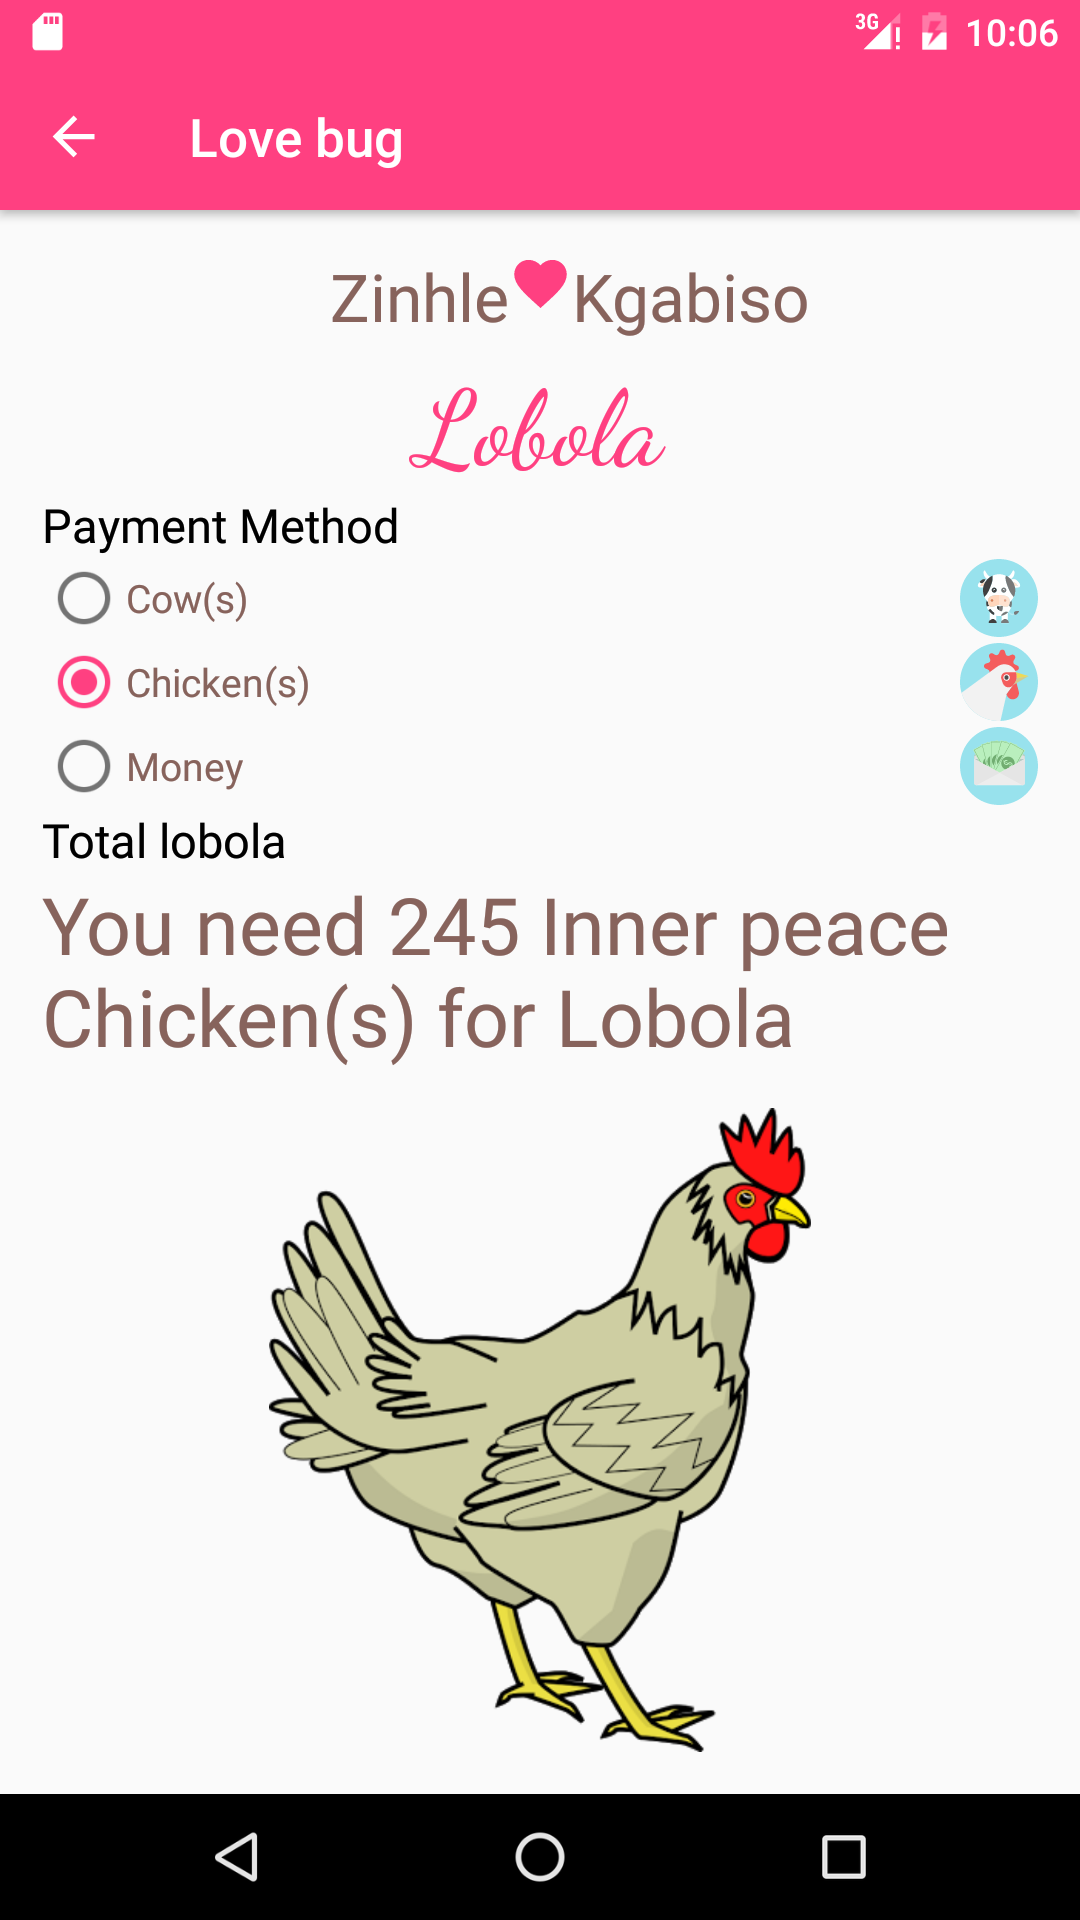 3G 10:06
Love bug
Zinhle Kgabiso
Lobola
Payment Method
Cow(s)
Chicken(s)
Money
Total lobola
You need 245 Inner peace
Chicken(s) for Lobola